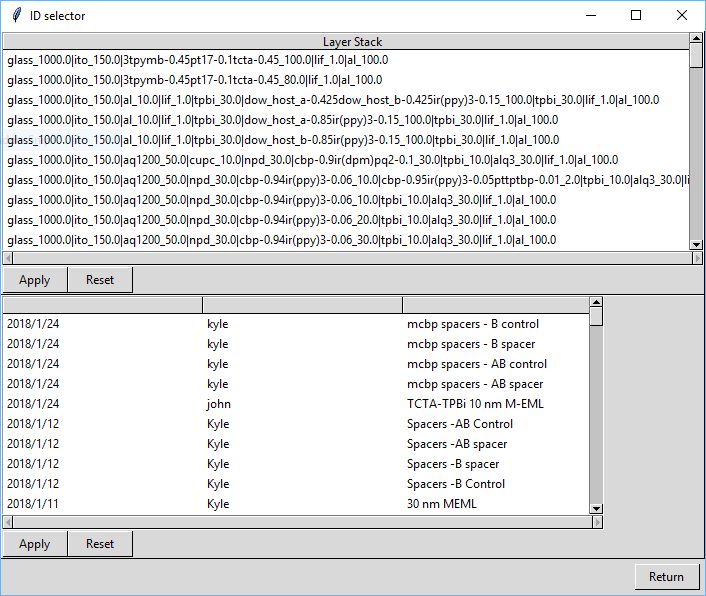 ID selector
Layer Stack
glass_1000.0|ito_150.0|3tpymb-0.45pt17-0.1tcta-0.45_100.0|lif_1.0|al_100.0
glass_1000.0|ito_150.0|3tpymb-0.45pt17-0.1tcta-0.45_80.0|lif_1.0|al_100.0
glass_1000.0|ito_150.0|al_10.0|lif_1.0|tpbi_30.0|dow_host_a-0.425dow_host_b-0.425ir(ppy)3-0.15_100.0|tpbi_30.0|lif_1.0|al_100.0
glass_1000.0|ito_150.0|al_10.0|lif_1.0|tpbi_30.0|dow_host_a-0.85ir(ppy)3-0.15_100.0|tpbi_30.0|lif_1.0|al_100.0
glass_1000.0|ito_150.0|al_10.0|lif_1.0|tpbi_30.0|dow_host_b-0.85ir(ppy)3-0.15_100.0|tpbi_30.0|lif_1.0|al_100.0
glass_1000.0|ito_150.0|aq1200_50.0|cupc_10.0|npd_30.0|cbp-0.9ir(dpm)pq2-0.1_30.0|tpbi_10.0|alq3_30.0|lif_1.0|al_100.0
glass_1000.0|ito_150.0|aq1200_50.0|npd_30.0|cbp-0.94ir(ppy)3-0.06_10.0|cbp-0.95ir(ppy)3-0.05pttptbp-0.01_2.0|tpbi_10.0|alq3_30.0|li
glass_1000.0|ito_150.0|aq1200_50.0|npd_30.0|cbp-0.94ir(ppy)3-0.06_10.0|tpbi_10.0|alq3_30.0|lif_1.0|al_100.0
glass_1000.0|ito_150.0|aq1200_50.0|npd_30.0|cbp-0.94ir(ppy)3-0.06_20.0|tpbi_10.0|alq3_30.0|lif_1.0|al_100.0
glass_1000.0|ito_150.0|aq1200_50.0|npd_30.0|cbp-0.94ir(ppy)3-0.06_30.0|tpbi_10.0|alq3_30.0|lif_1.0|al_100.0
Apply Reset
2018/1/24 kyle mcbp spacers - B control
2018/1/24 kyle mcbp spacers - B spacer
2018/1/24 kyle mcbp spacers - AB control
2018/1/24 kyle mcbp spacers - AB spacer
2018/1/24 john TCTA-TPBi 10 nm M-EML
2018/1/12 Kyle Spacers -AB Control
2018/1/12 Kyle Spacers -AB spacer
2018/1/12 Kyle Spacers -B spacer
2018/1/12 Kyle Spacers -B Control
2018/1/11 Kyle 30 nm MEML
Apply Reset
Return